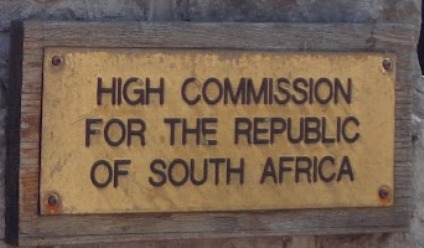 HIGH COMMISSION
FOR THE REPUBLIC
OF SOUTH AFRICA